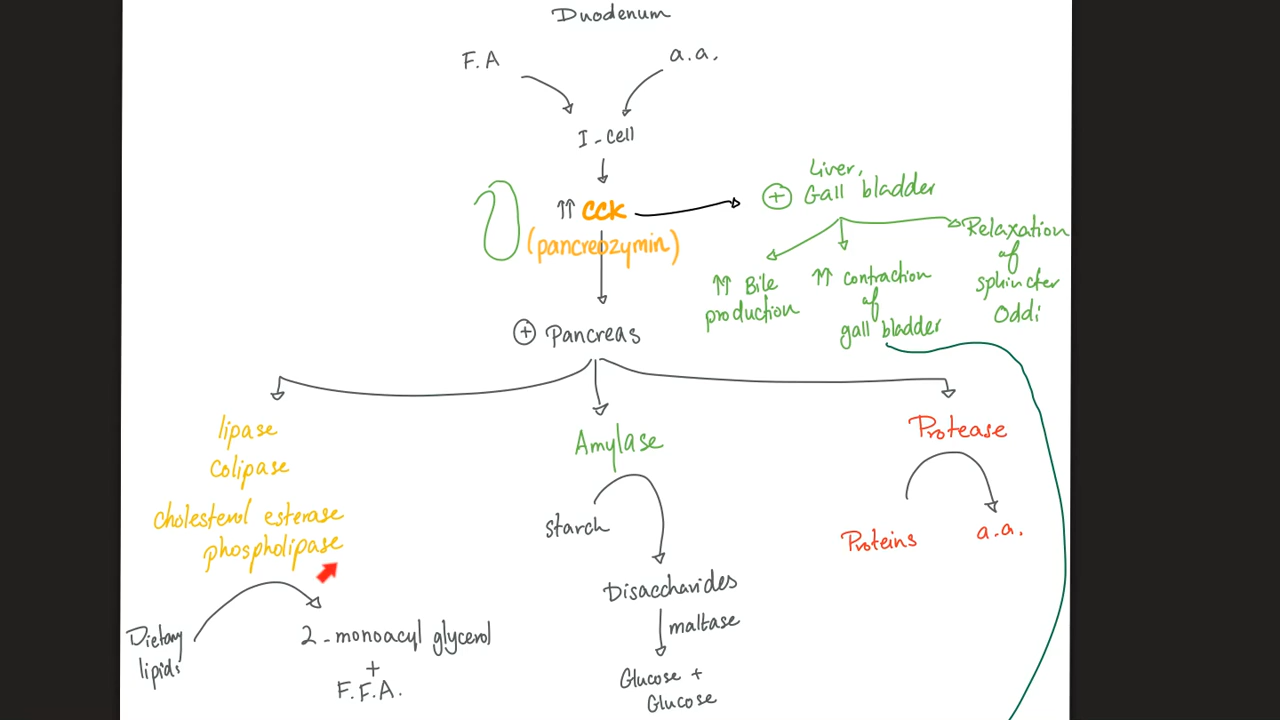 Duodenum
F.A
a.a.
I-cell
↑↑ CCK
(pancreozymin)
⊕ Liver,
Gall bladder
↑↑ Bile
production
↑↑ contraction
of
gall bladder
Relaxation
of
sphincter
Oddi
⊕ Pancreas
lipase
Colipase
cholesterol esterase
phospholipase
Dietary
lipids
2-monoacyl glycerol
+
F.F.A.
Amylase
starch
Disaccharides
maltase
Glucose +
Glucose
Protease
Proteins
a.a.